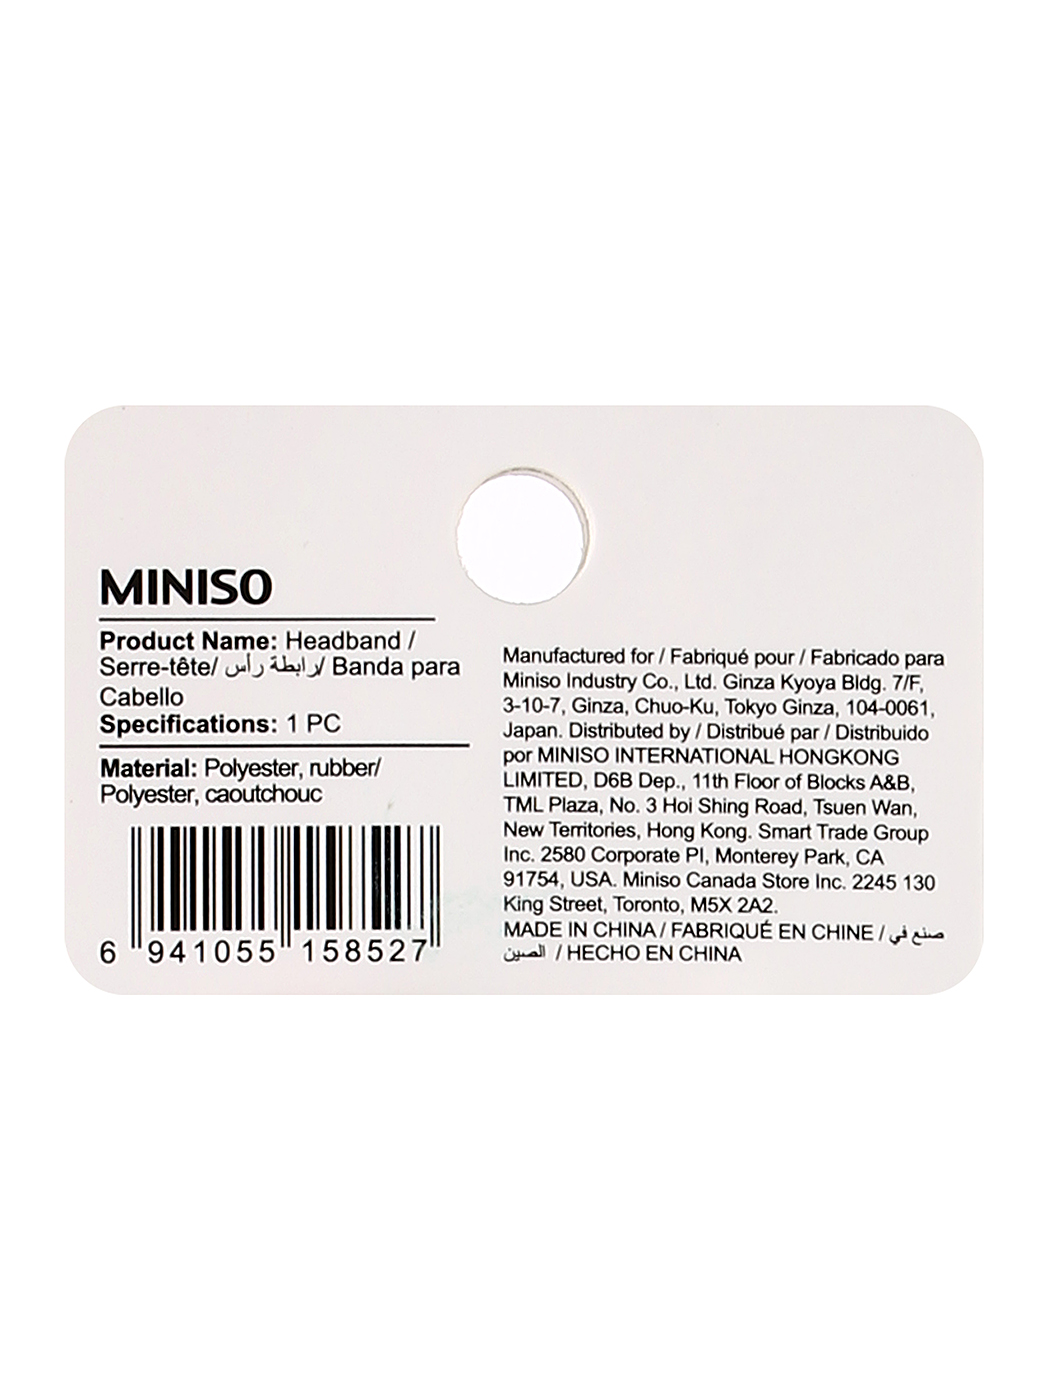 MINISO
Product Name: Headband /
Serre-tête/ رابطة رأس/ Banda para
Cabello
Specifications: 1 PC
Material: Polyester, rubber/
Polyester, caoutchouc
6 941055 158527
Manufactured for / Fabriqué pour / Fabricado para
Miniso Industry Co., Ltd. Ginza Kyoya Bldg. 7/F,
3-10-7, Ginza, Chuo-Ku, Tokyo Ginza, 104-0061,
Japan. Distributed by / Distribué par / Distribuido
por MINISO INTERNATIONAL HONGKONG
LIMITED, D6B Dep., 11th Floor of Blocks A&B,
TML Plaza, No. 3 Hoi Shing Road, Tsuen Wan,
New Territories, Hong Kong. Smart Trade Group
Inc. 2580 Corporate Pl, Monterey Park, CA
91754, USA. Miniso Canada Store Inc. 2245 130
King Street, Toronto, M5X 2A2.
MADE IN CHINA / FABRIQUÉ EN CHINE / صنع في
الصين / HECHO EN CHINA